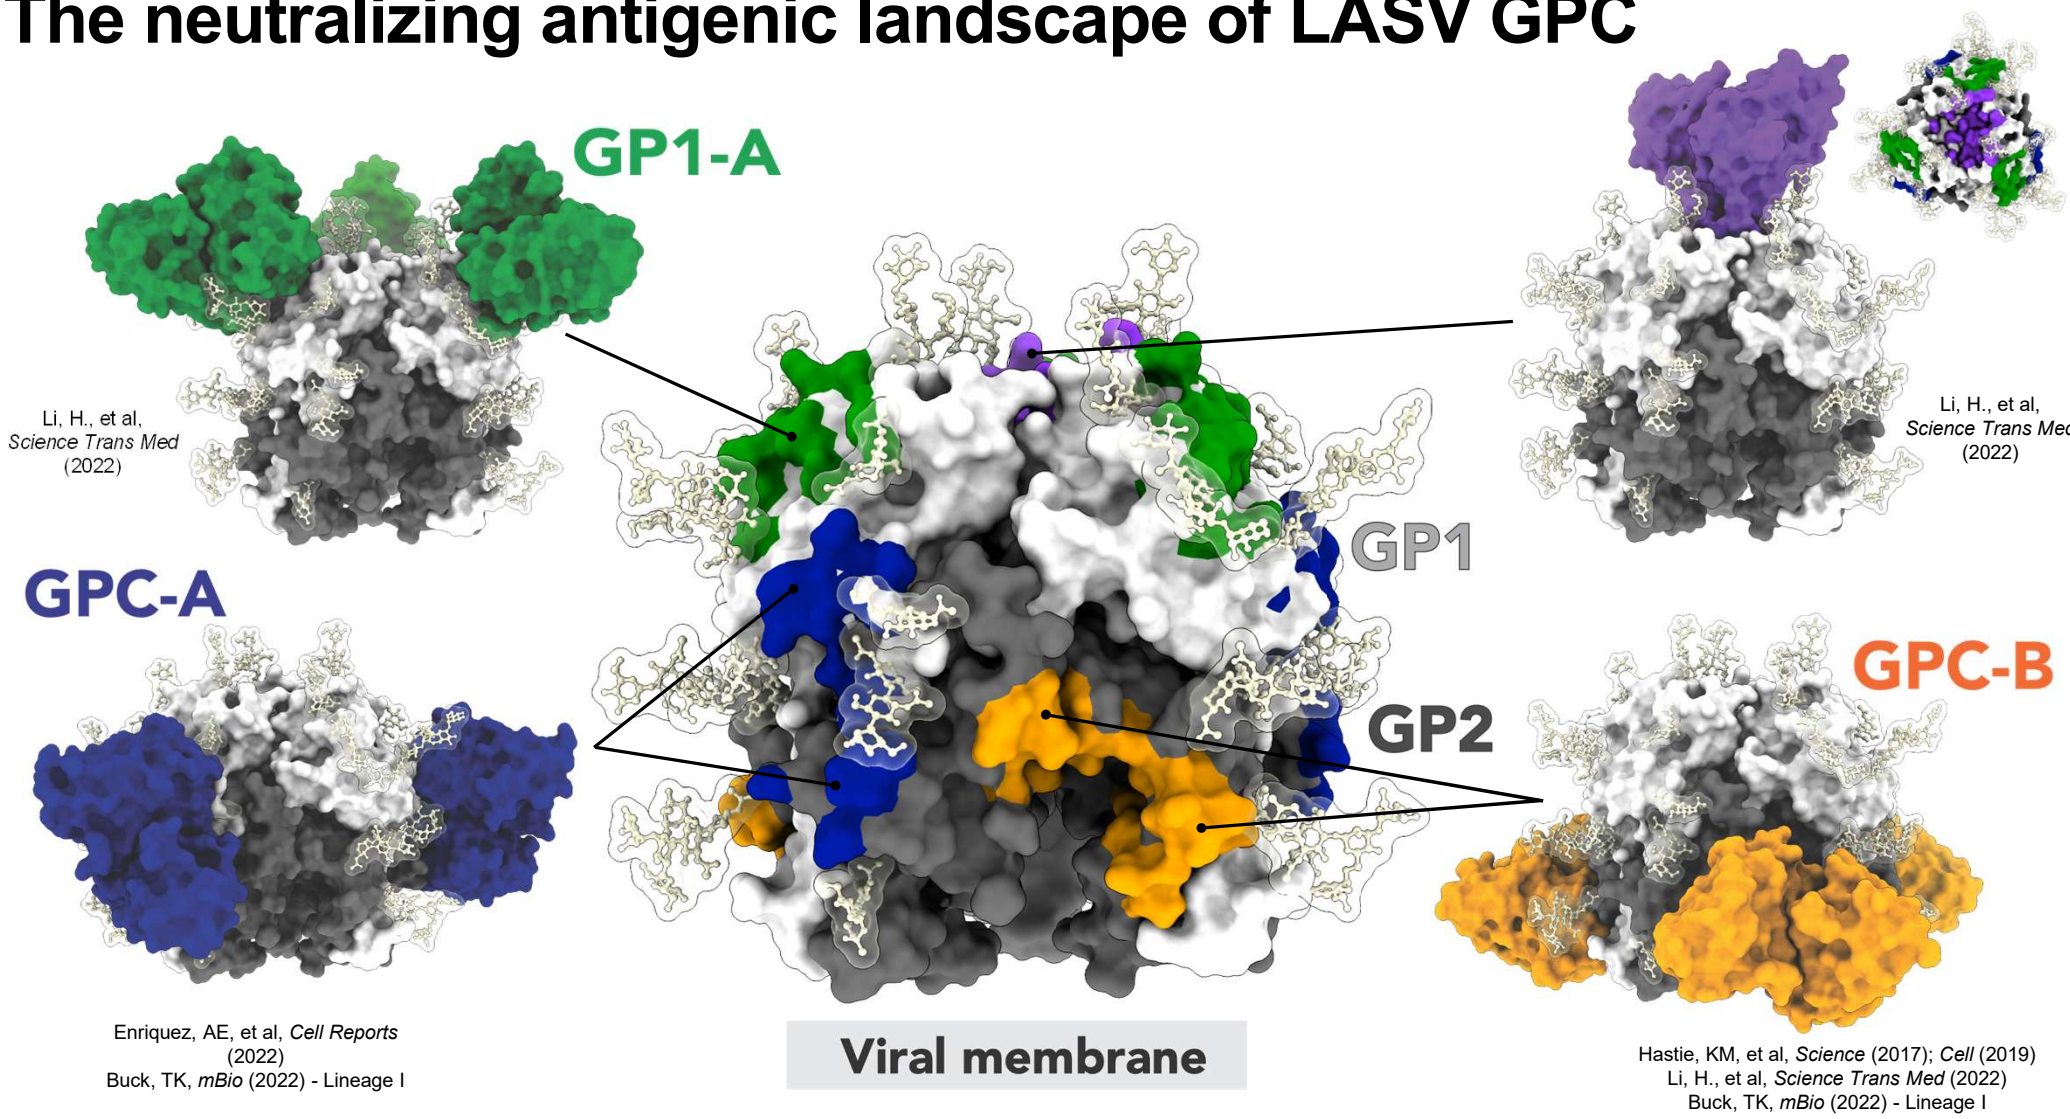 The neutralizing antigenic landscape of LASV GPC
GP1-A
Li, H., et al,
Science Trans Med
(2022)
Li, H., et al,
Science Trans Med
(2022)
GP1
GPC-A
GP2
GPC-B
Enriquez, AE, et al, Cell Reports
(2022)
Buck, TK, mBio (2022) - Lineage I
Viral membrane
Hastie, KM, et al, Science (2017); Cell (2019)
Li, H., et al, Science Trans Med (2022)
Buck, TK, mBio (2022) - Lineage I